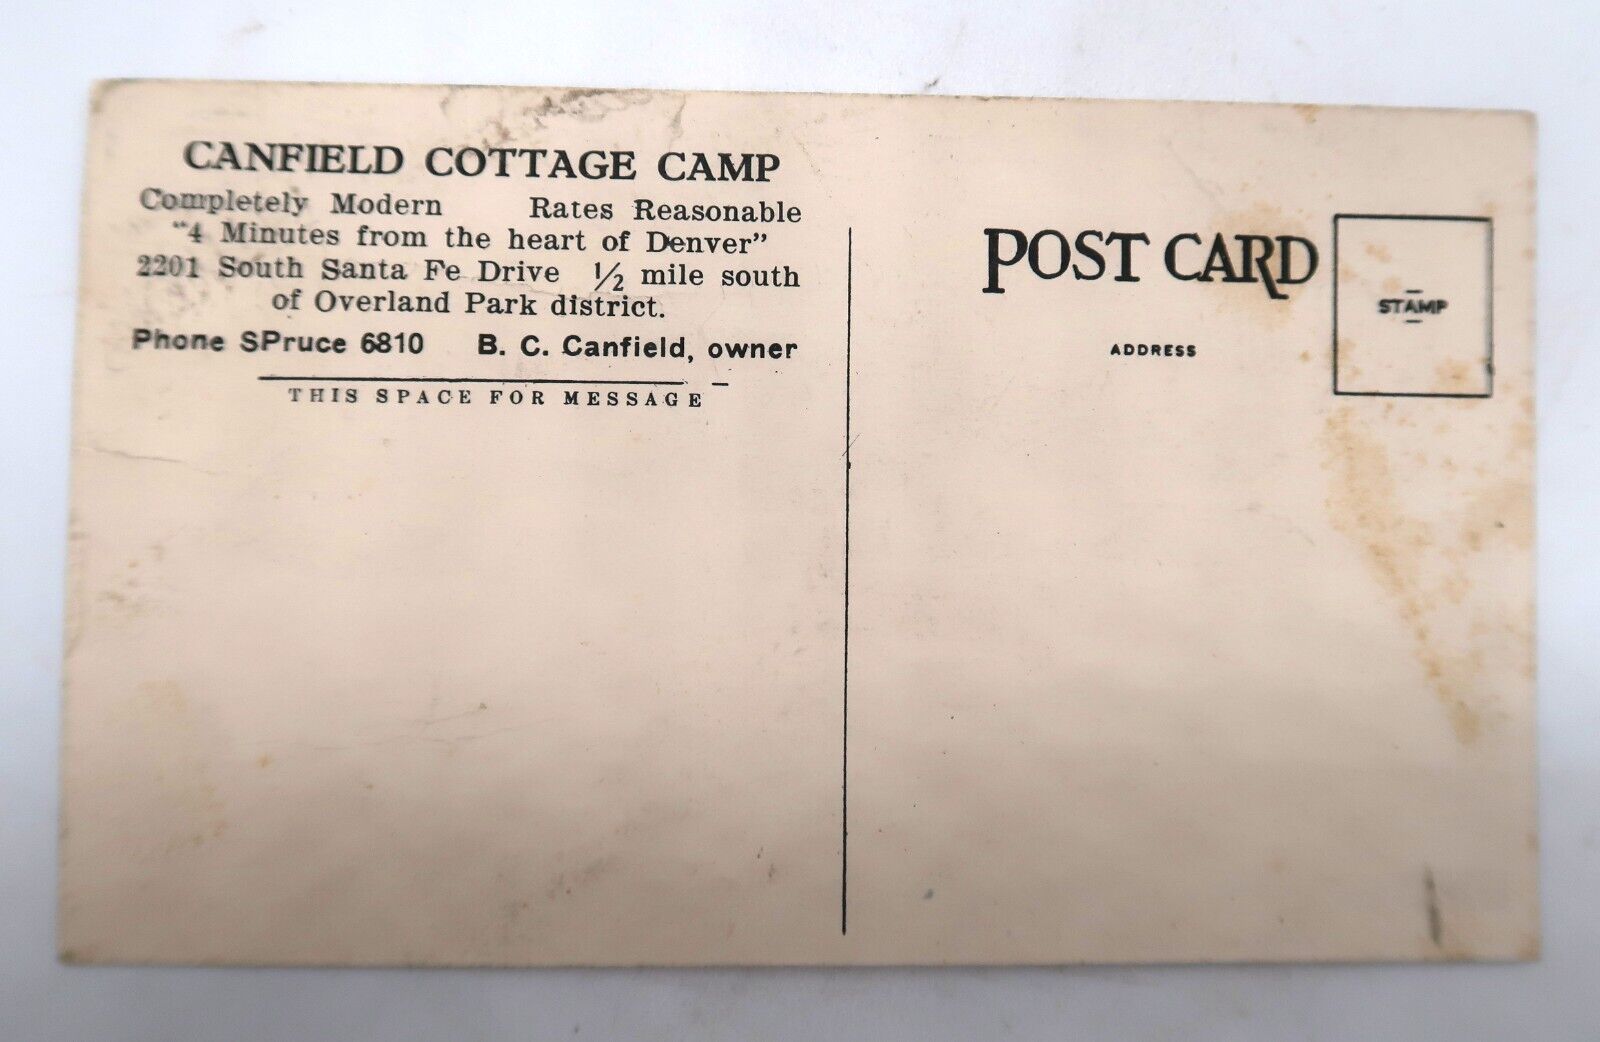 CANFIELD COTTAGE CAMP
Completely Modern Rates Reasonable
"4 Minutes from the heart of Denver"
2201 South Santa Fe Drive ½ mile south
of Overland Park district.
Phone SPruce 6810 B. C. Canfield, owner
THIS SPACE FOR MESSAGE
POST CARD
ADDRESS
STAMP